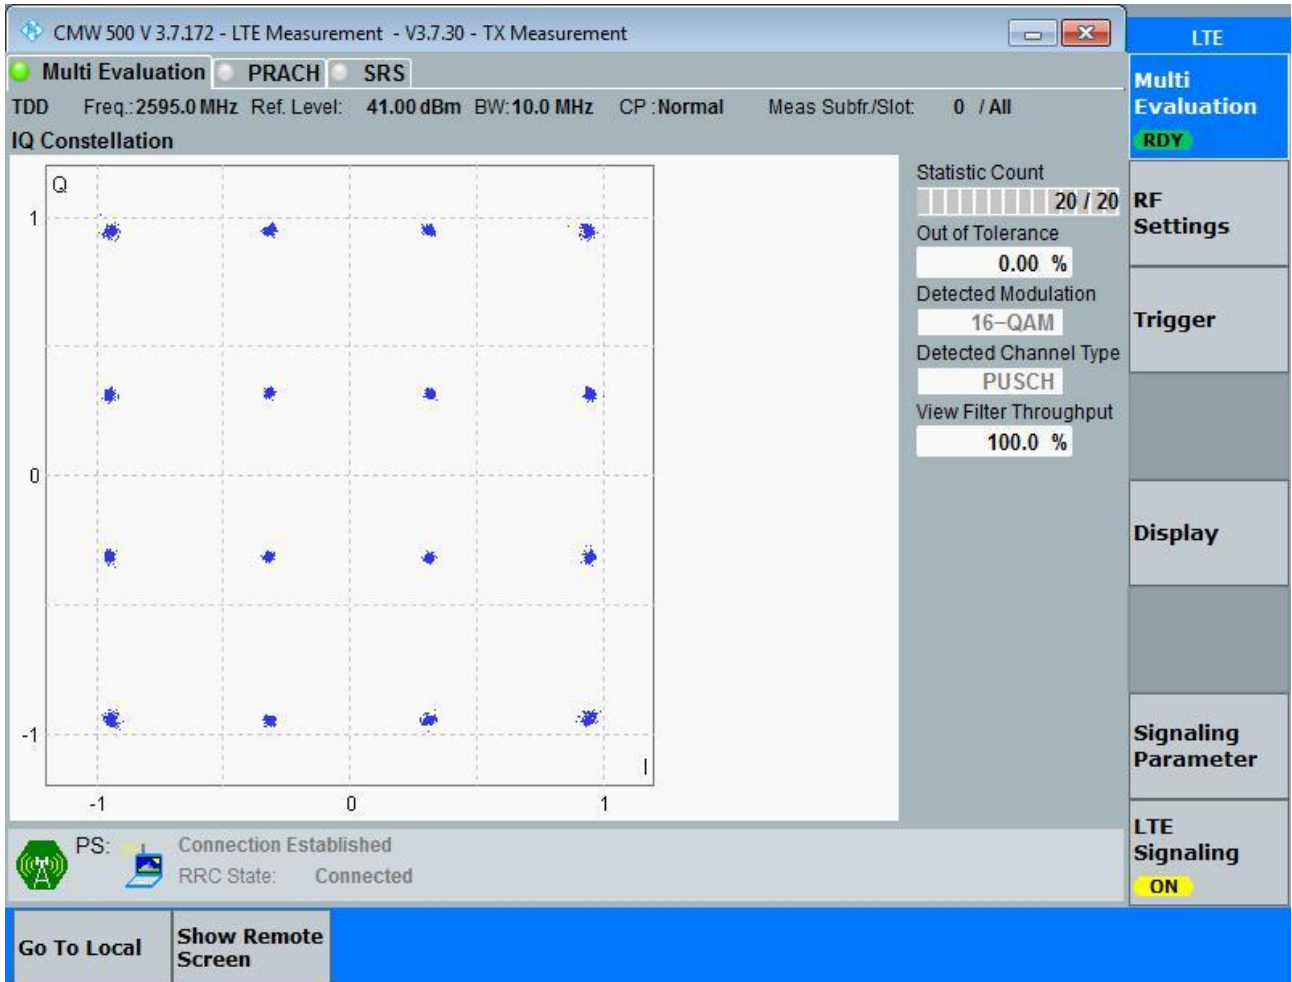 CMW 500 V 3.7.172 - LTE Measurement - V3.7.30 - TX Measurement
LTE
Multi Evaluation PRACH SRS
Multi
Evaluation
RDY
TDD Freq.: 2595.0 MHz Ref. Level: 41.00 dBm BW: 10.0 MHz CP : Normal Meas Subfr./Slot: 0 / All
IQ Constellation
Q
1
0
-1
I
-1 0 1
Statistic Count
20 / 20
Out of Tolerance
0.00 %
Detected Modulation
16-QAM
Detected Channel Type
PUSCH
View Filter Throughput
100.0 %
RF
Settings
Trigger
Display
Signaling
Parameter
LTE
Signaling
ON
PS: Connection Established
RRC State: Connected
Go To Local
Show Remote
Screen